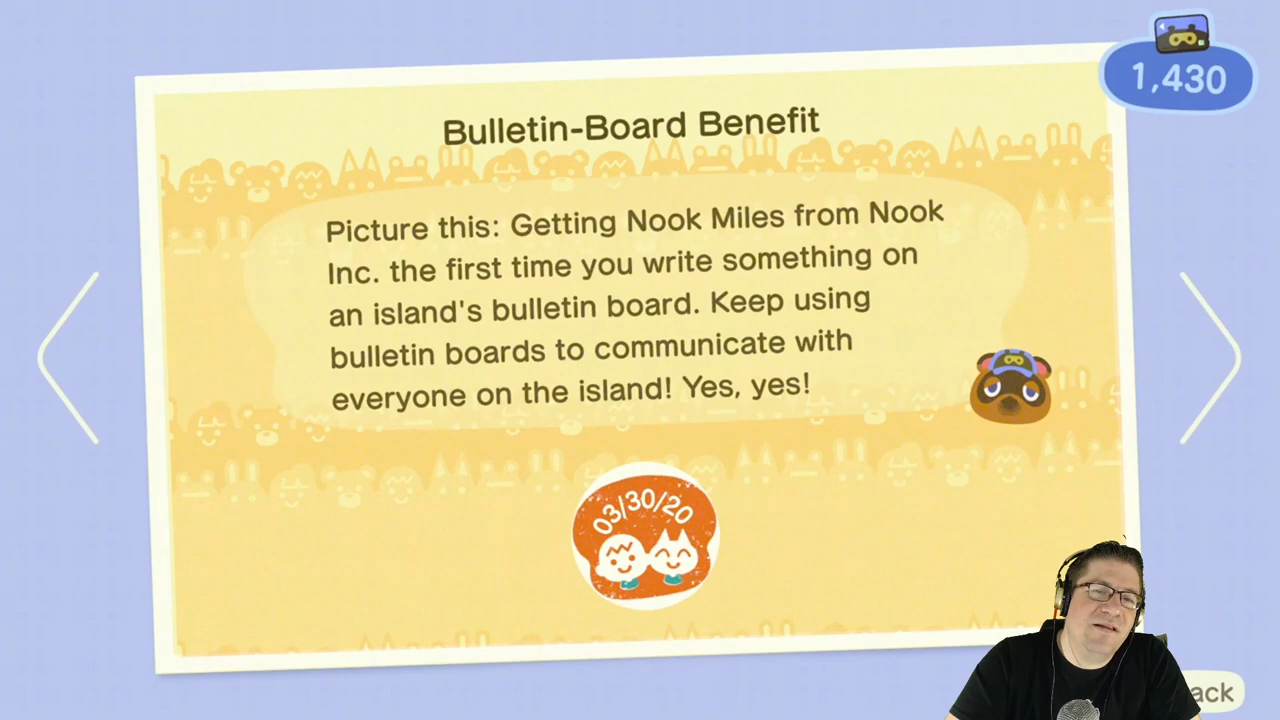 1,430
Bulletin-Board Benefit
Picture this: Getting Nook Miles from Nook
Inc. the first time you write something on
an island's bulletin board. Keep using
bulletin boards to communicate with
everyone on the island! Yes, yes!
03/30/20